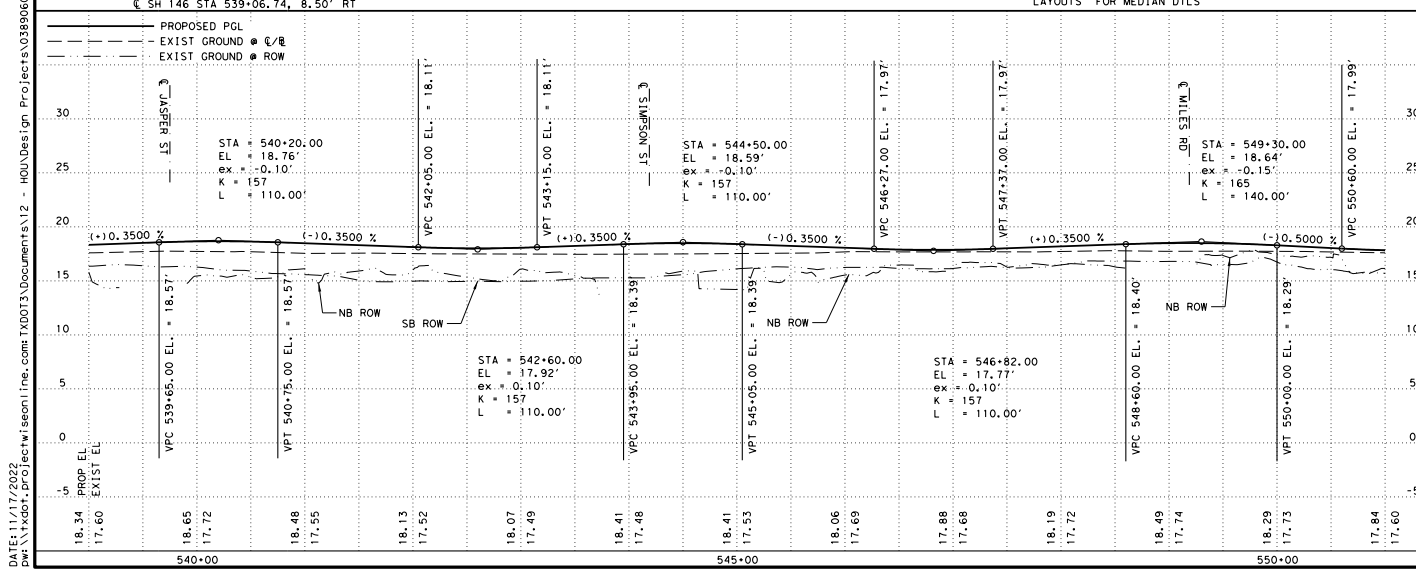 ℄ SH 146 STA 539+06.74, 8.50' RT
LAYOUTS FOR MEDIAN DTLS
PROPOSED PGL
EXIST GROUND @ ℄/B
EXIST GROUND @ ROW
℄ JASPER ST
STA = 540+20.00
EL = 18.76'
ex = -0.10'
K = 157
L = 110.00'
VPC 542+05.00 EL. = 18.11'
VPT 543+15.00 EL. = 18.11'
℄ SIMPSON ST
STA = 544+50.00
EL = 18.59'
ex = -0.10'
K = 157
L = 110.00'
VPC 546+27.00 EL. = 17.97'
VPT 547+37.00 EL. = 17.97'
℄ MILES RD
STA = 549+30.00
EL = 18.64'
ex = -0.15'
K = 165
L = 140.00'
VPC 550+60.00 EL. = 17.99'
30
30
25
25
20
20
15
15
10
10
5
5
0
0
-5
-5
(+)0.3500 %
(-)0.3500 %
(+)0.3500 %
(-)0.3500 %
(+)0.3500 %
(-)0.5000 %
NB ROW
SB ROW
NB ROW
NB ROW
VPC 539+65.00 EL. = 18.57'
VPT 540+75.00 EL. = 18.57'
STA = 542+60.00
EL = 17.92'
ex = 0.10'
K = 157
L = 110.00'
VPC 543+95.00 EL. = 18.39'
VPT 545+05.00 EL. = 18.39'
STA = 546+82.00
EL = 17.77'
ex = 0.10'
K = 157
L = 110.00'
VPC 548+60.00 EL. = 18.40'
VPT 550+00.00 EL. = 18.29'
PROP EL
EXIST EL
18.34
17.60
18.65
17.72
18.48
17.55
18.13
17.52
18.07
17.49
18.41
17.48
18.41
17.53
18.06
17.69
17.88
17.68
18.19
17.72
18.49
17.74
18.29
17.73
17.84
17.60
540+00
545+00
550+00
DATE: 11/17/2022
pw:\\txdot.projectwiseonline.com:TXDOT3\Documents\12 - HOU\Design Projects\0389060